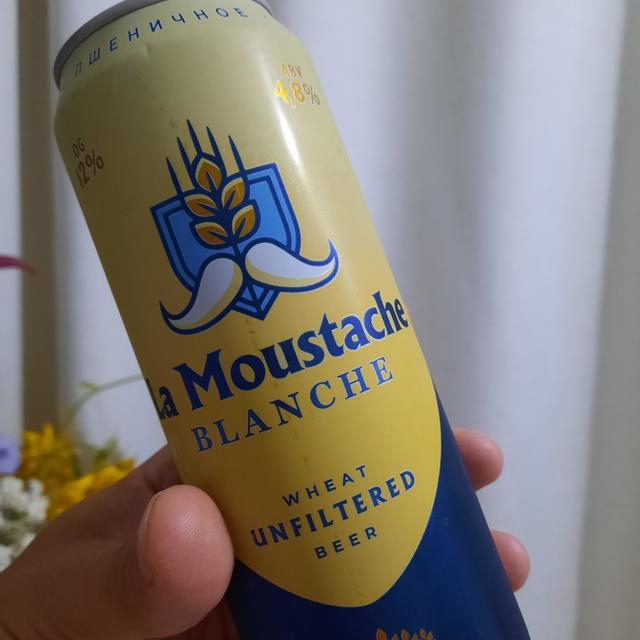 ПШЕНИЧНОЕ
ABV
4,8%
OG
12%
La Moustache
BLANCHE
WHEAT
UNFILTERED
BEER